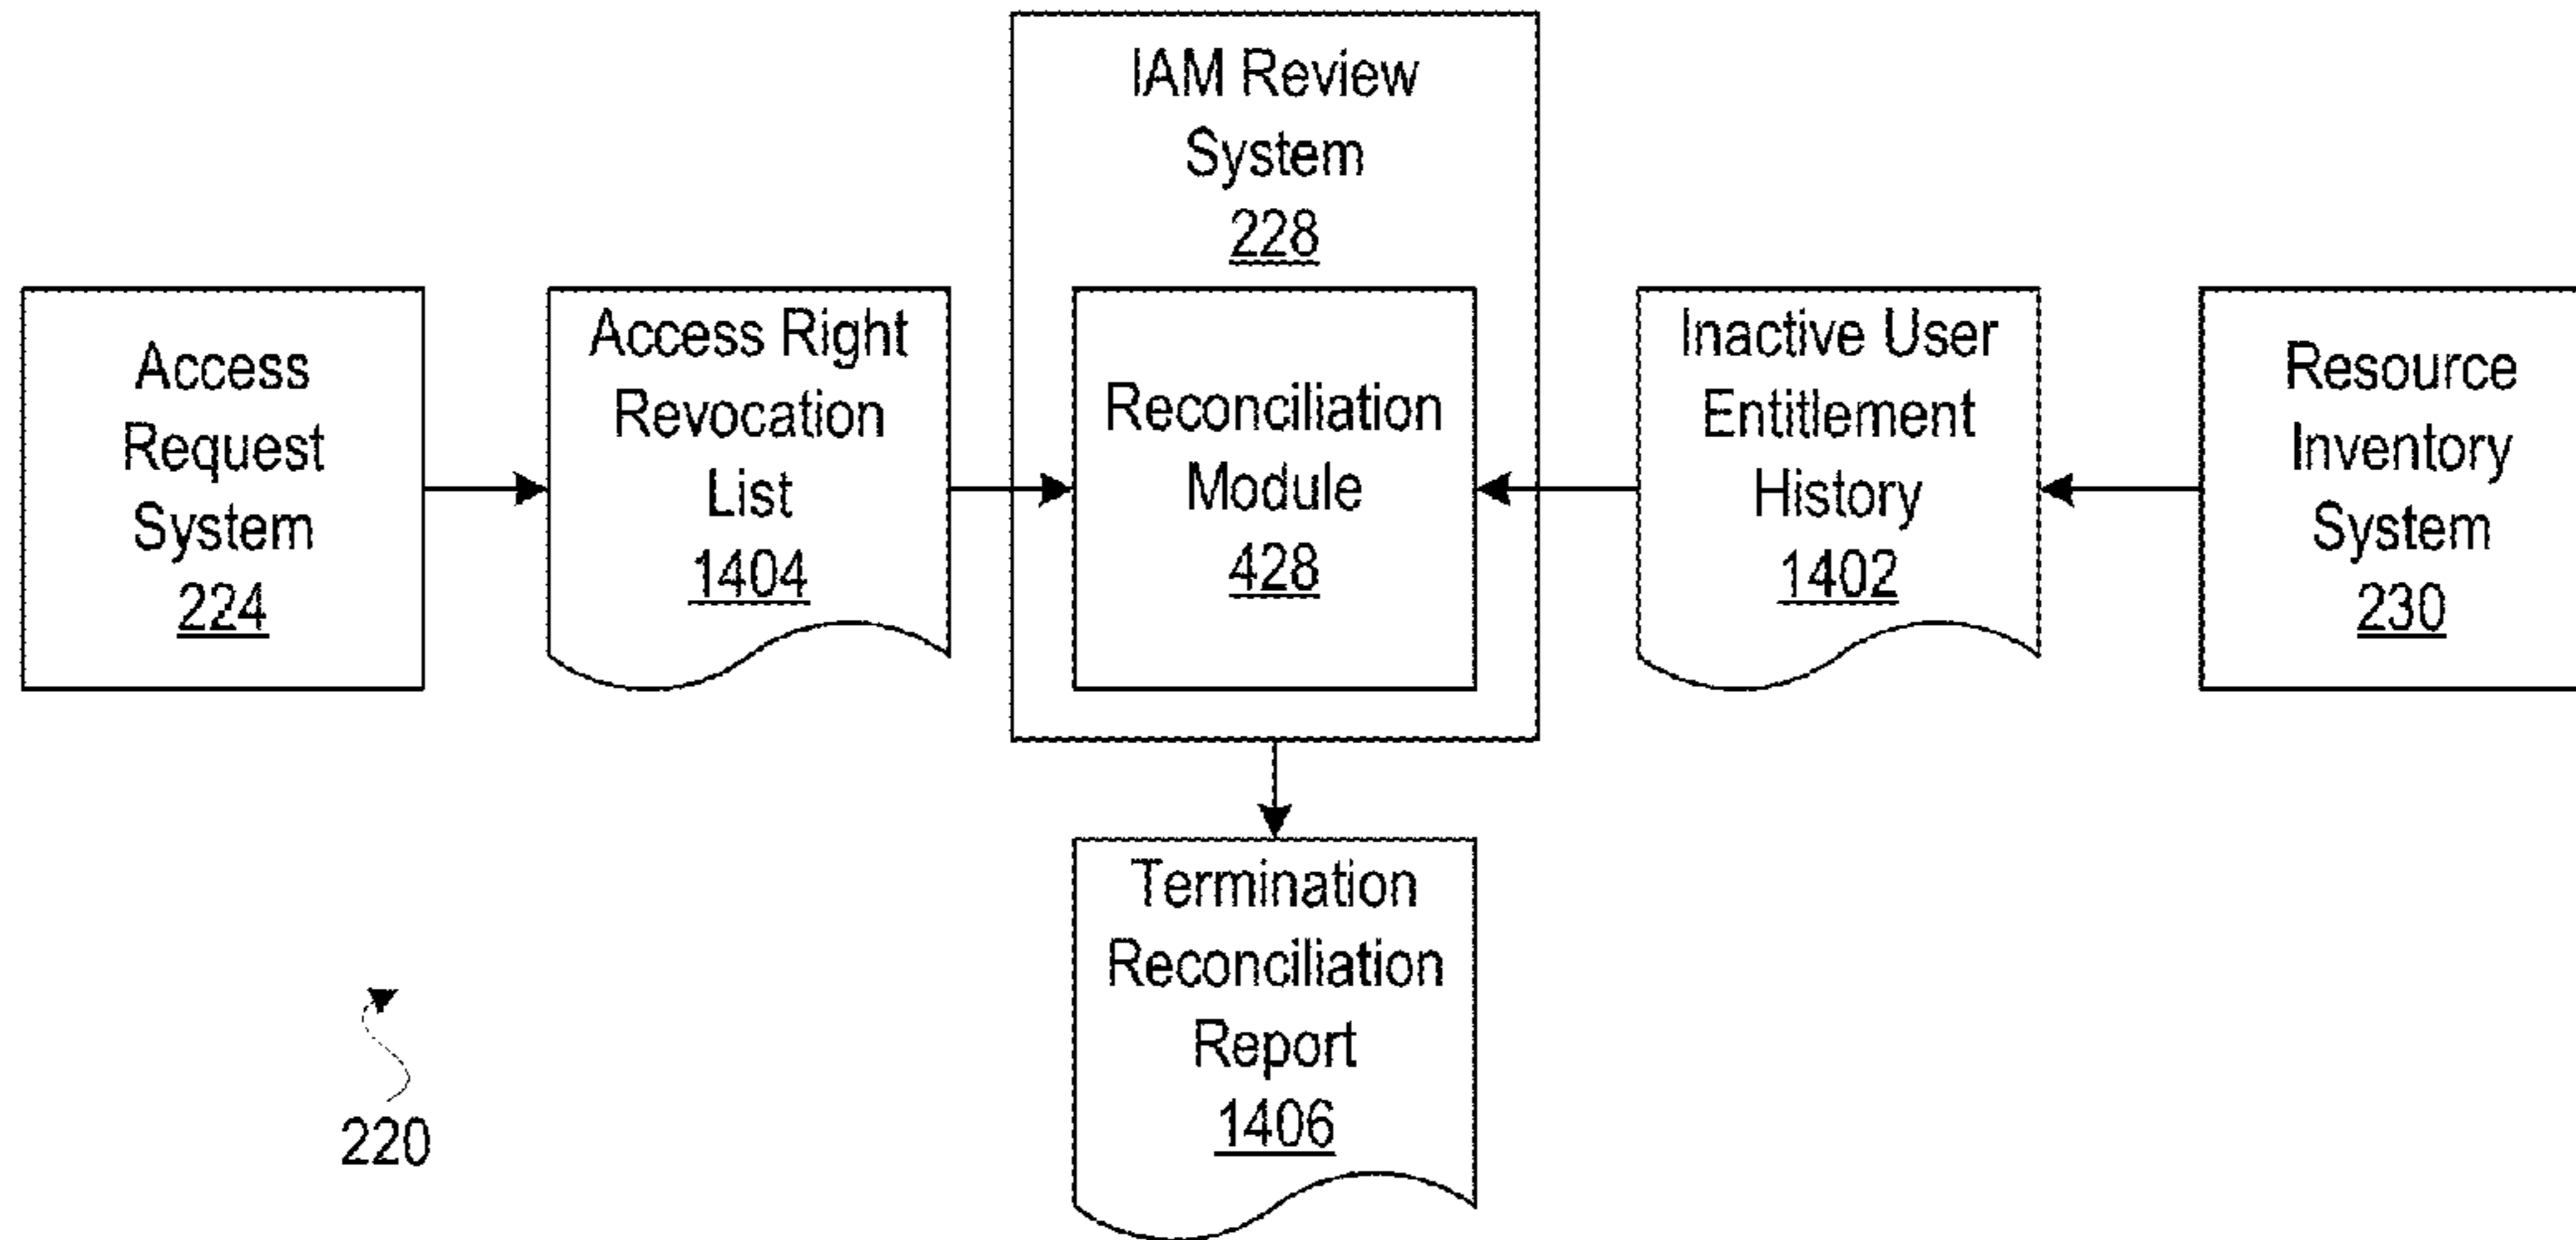 IAM Review
System
228
Access
Request
System
224
Access Right
Revocation
List
1404
Reconciliation
Module
428
Inactive User
Entitlement
History
1402
Resource
Inventory
System
230
Termination
Reconciliation
Report
1406
220